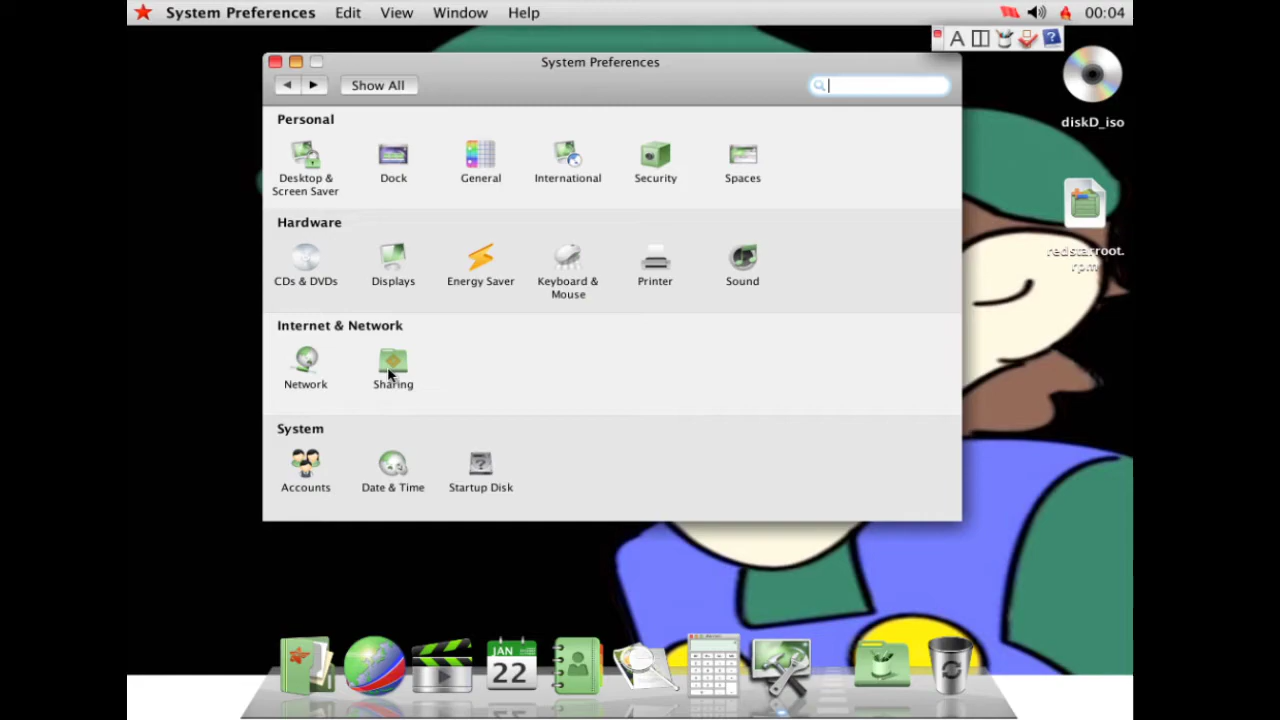 System Preferences Edit View Window Help 00:04
A
System Preferences
Show All
diskD_iso
Personal
Desktop &
Screen Saver
Dock
General
International
Security
Spaces
redstarroot.
rpm
Hardware
CDs & DVDs
Displays
Energy Saver
Keyboard &
Mouse
Printer
Sound
Internet & Network
Network
Sharing
System
Accounts
Date & Time
Startup Disk
JAN
22